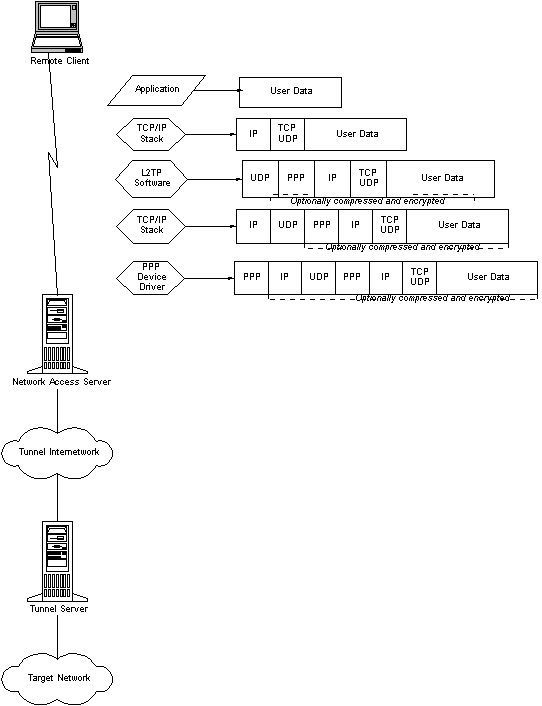 Remote Client
Application
User Data
TCP/IP
Stack
IP
TCP
UDP
User Data
L2TP
Software
UDP
PPP
IP
TCP
UDP
User Data
Optionally compressed and encrypted
TCP/IP
Stack
IP
UDP
PPP
IP
TCP
UDP
User Data
Optionally compressed and encrypted
PPP
Device
Driver
PPP
IP
UDP
PPP
IP
TCP
UDP
User Data
Optionally compressed and encrypted
Network Access Server
Tunnel Internetwork
Tunnel Server
Target Network